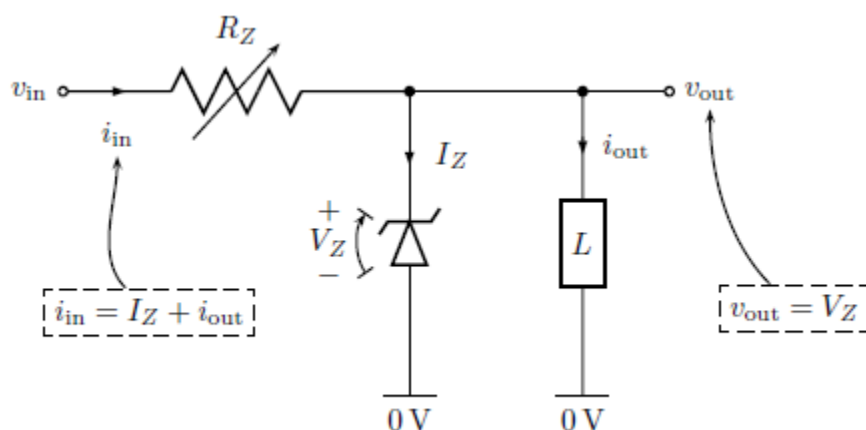 R_Z
v_in
v_out
i_in
I_Z
i_out
+
V_Z
−
L
i_in = I_Z + i_out
v_out = V_Z
0 V
0 V